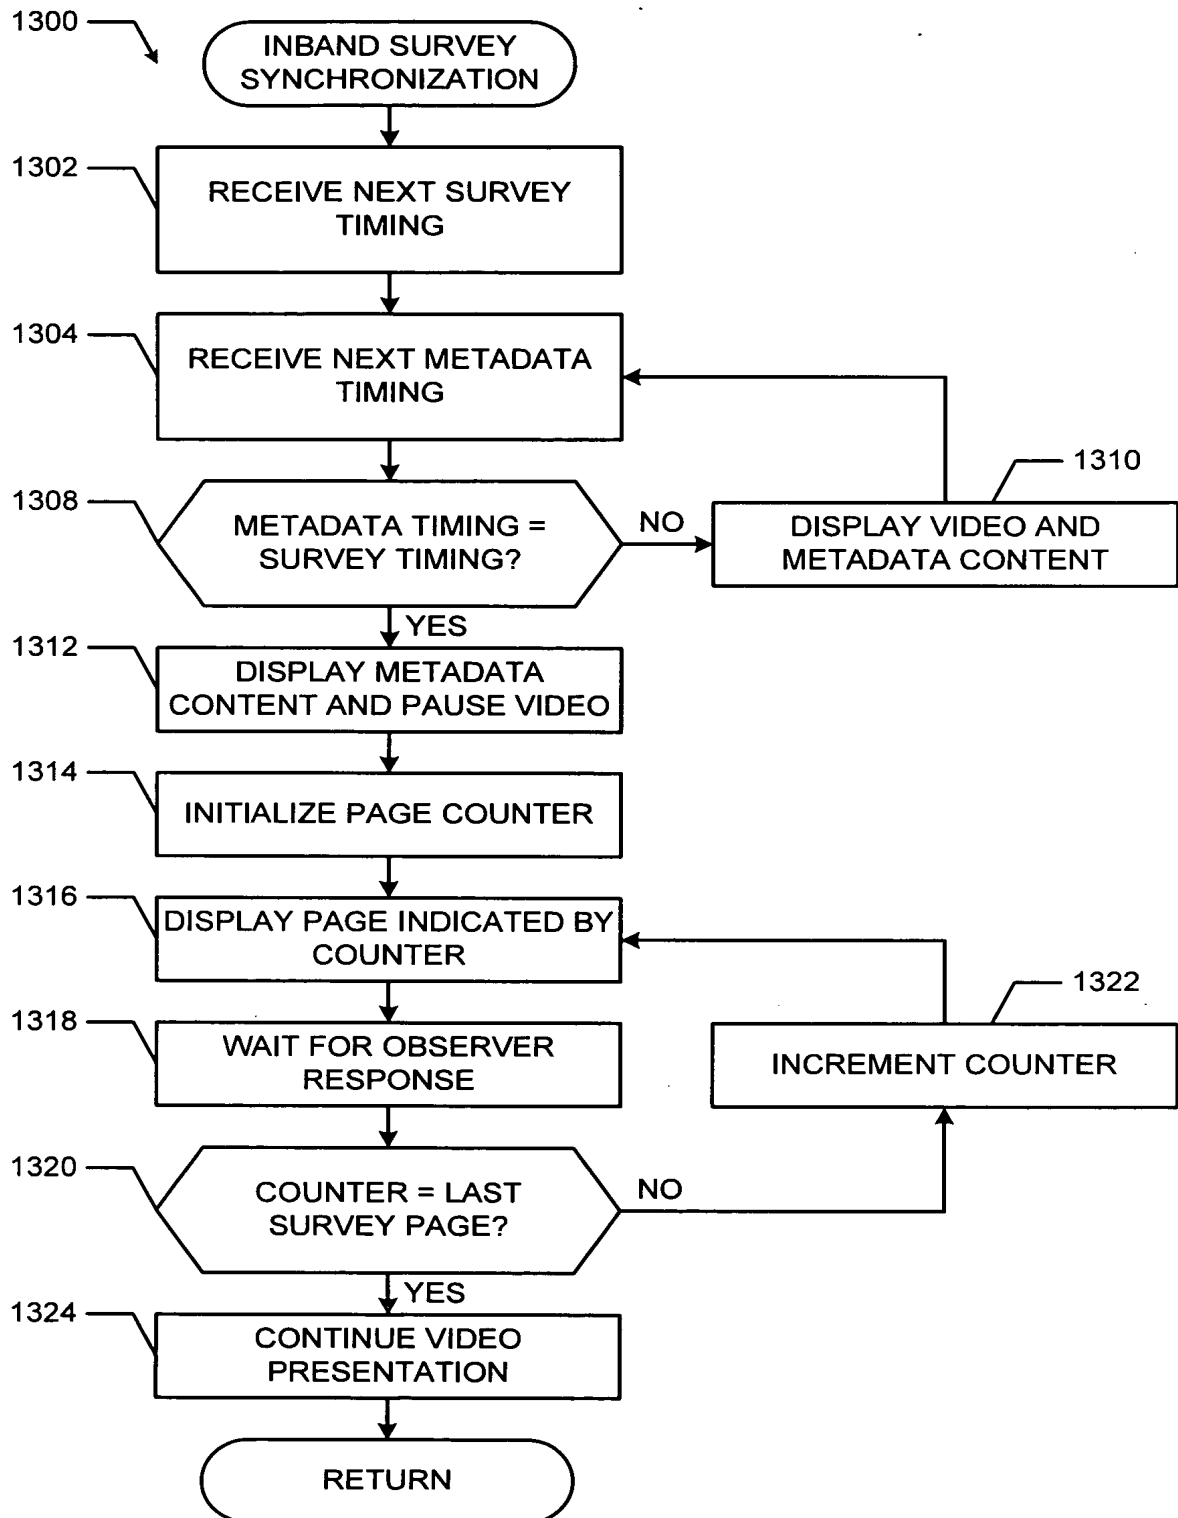 1300
INBAND SURVEY
SYNCHRONIZATION
1302
RECEIVE NEXT SURVEY
TIMING
1304
RECEIVE NEXT METADATA
TIMING
1308
METADATA TIMING =
SURVEY TIMING?
NO
1310
DISPLAY VIDEO AND
METADATA CONTENT
YES
1312
DISPLAY METADATA
CONTENT AND PAUSE VIDEO
1314
INITIALIZE PAGE COUNTER
1316
DISPLAY PAGE INDICATED BY
COUNTER
1318
WAIT FOR OBSERVER
RESPONSE
1322
INCREMENT COUNTER
1320
COUNTER = LAST
SURVEY PAGE?
NO
YES
1324
CONTINUE VIDEO
PRESENTATION
RETURN